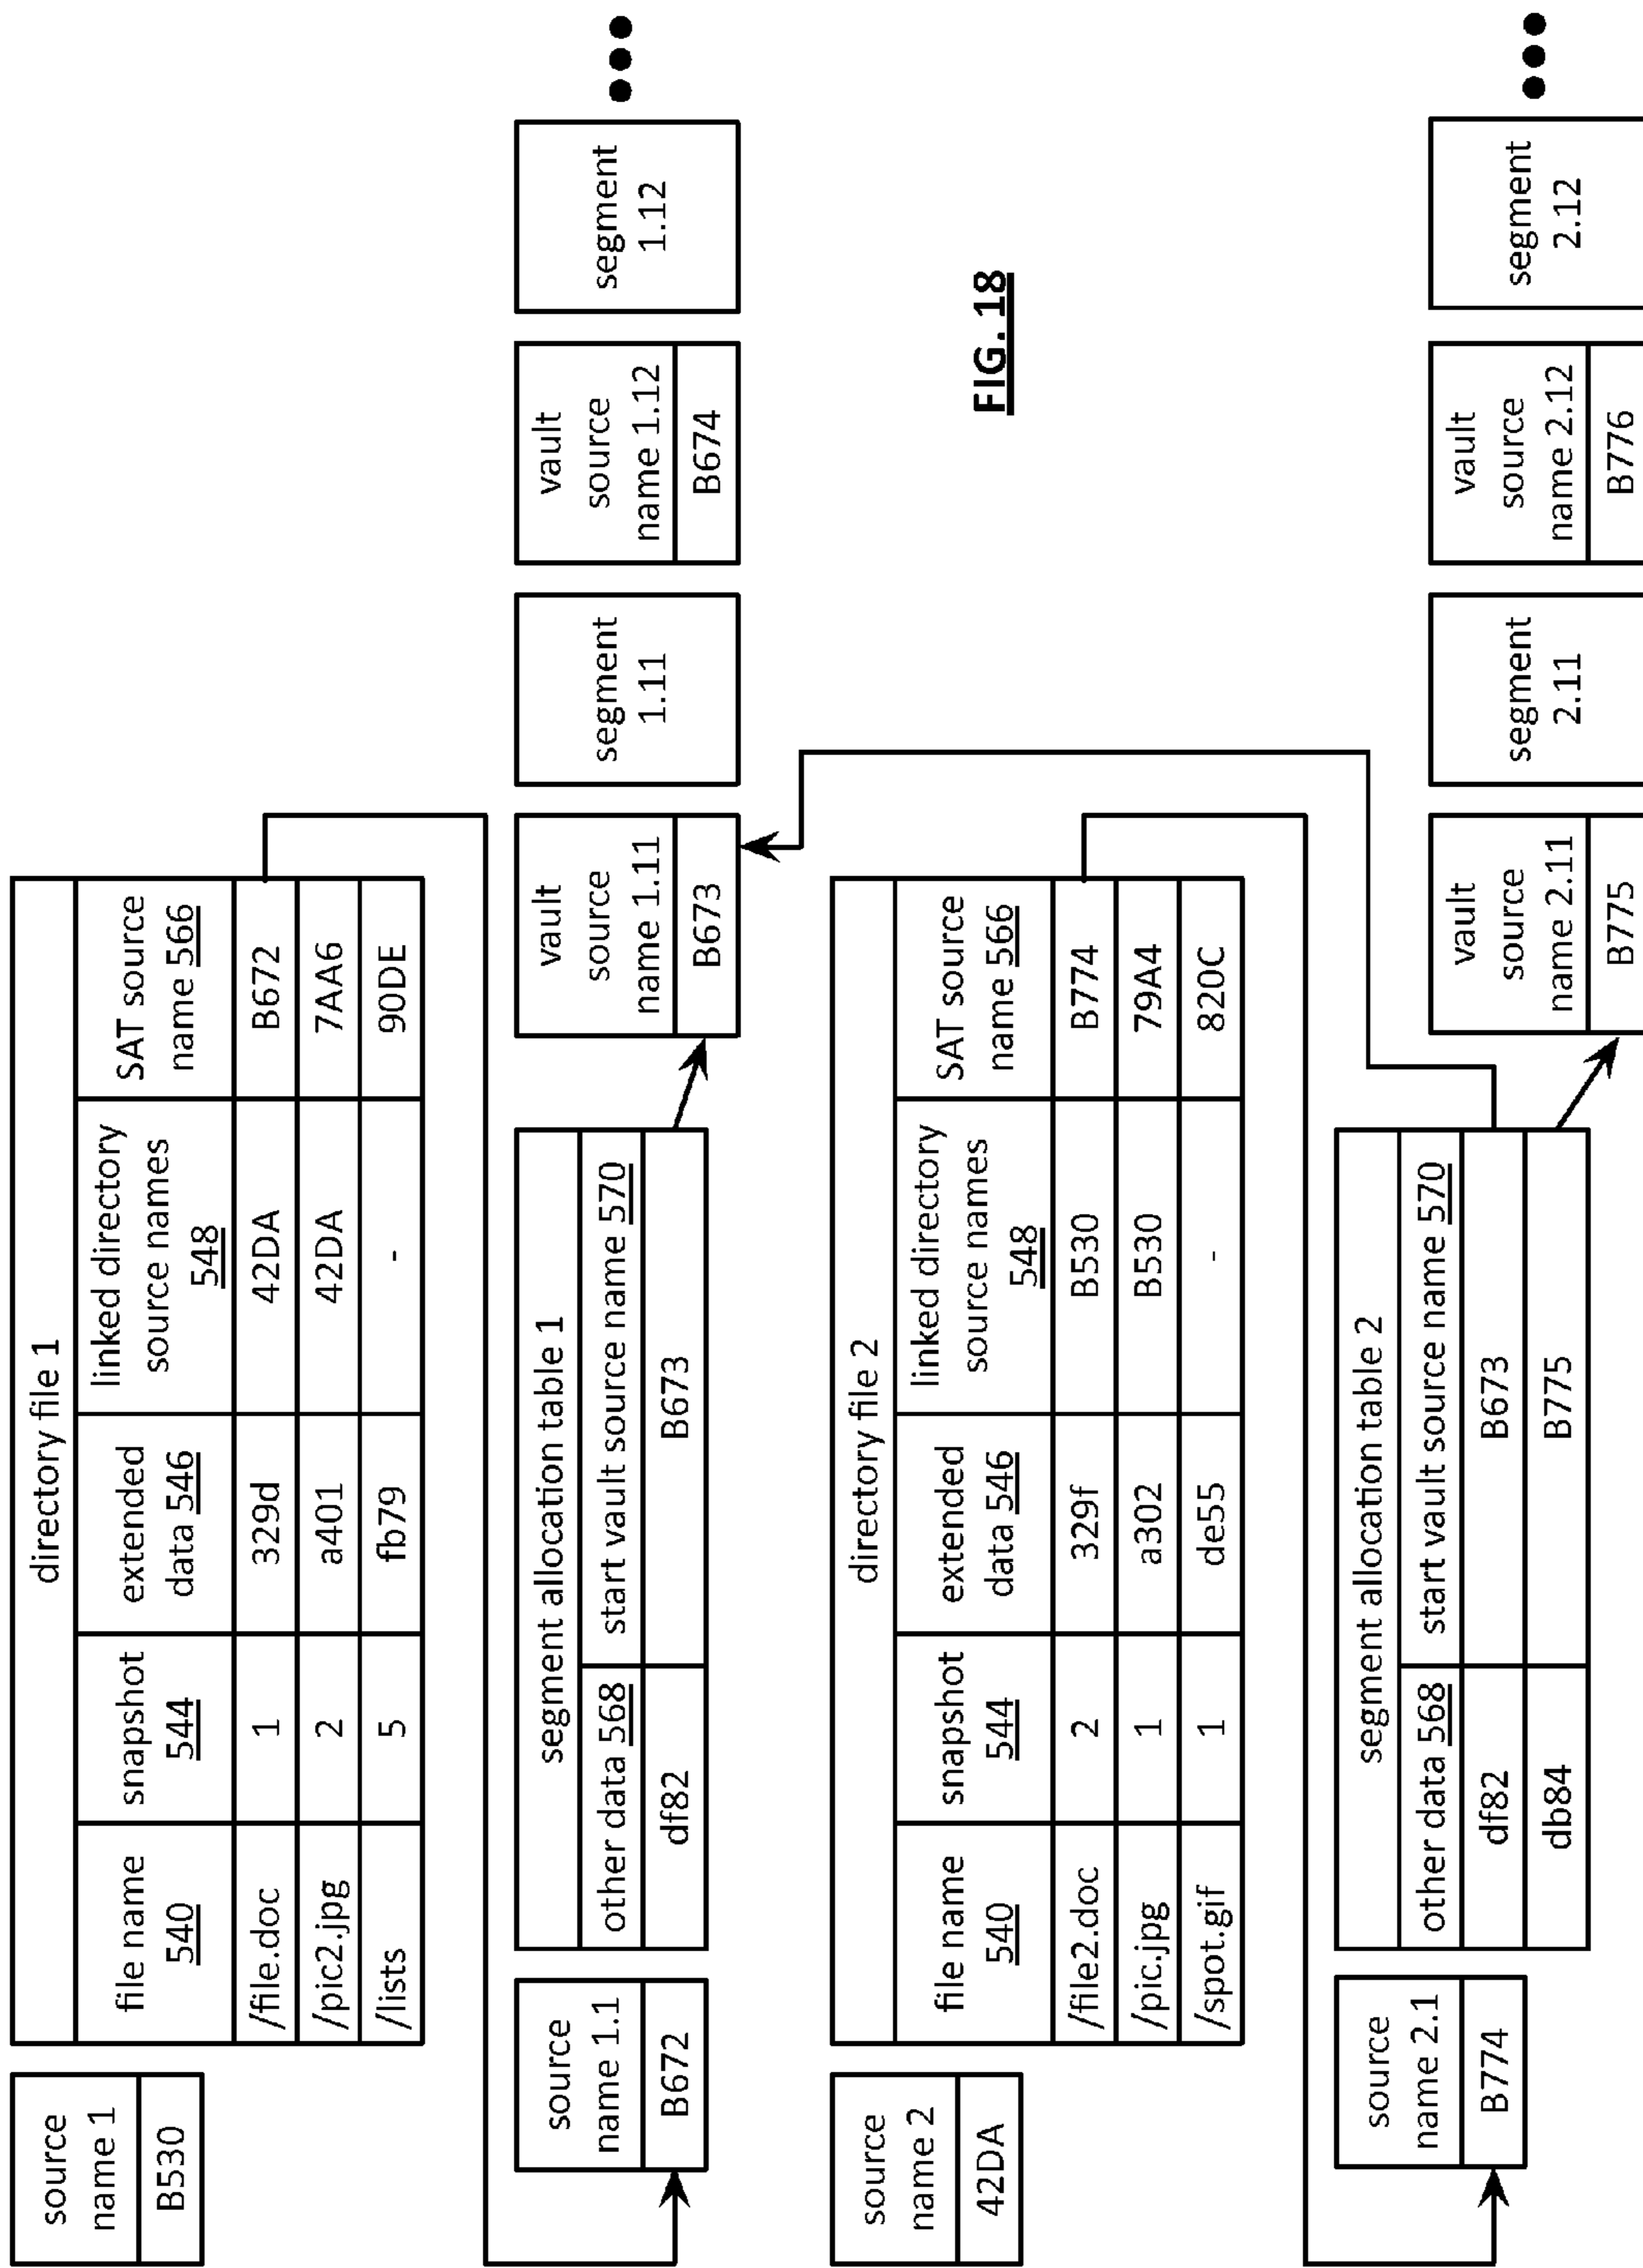 source
name 1
B530
directory file 1
file name
540
snapshot
544
extended
data 546
linked directory
source names
548
SAT source
name 566
/file.doc
1
329d
42DA
B672
/pic2.jpg
2
a401
42DA
7AA6
/lists
5
fb79
-
90DE
source
name 1.1
B672
segment allocation table 1
other data 568
start vault source name 570
df82
B673
vault
source
name 1.11
B673
segment
1.11
vault
source
name 1.12
B674
segment
1.12
source
name 2
42DA
directory file 2
file name
540
snapshot
544
extended
data 546
linked directory
source names
548
SAT source
name 566
/file2.doc
2
329f
B530
B774
/pic.jpg
1
a302
B530
79A4
/spot.gif
1
de55
-
820C
FIG. 18
source
name 2.1
B774
segment allocation table 2
other data 568
start vault source name 570
df82
B673
db84
B775
vault
source
name 2.11
B775
segment
2.11
vault
source
name 2.12
B776
segment
2.12